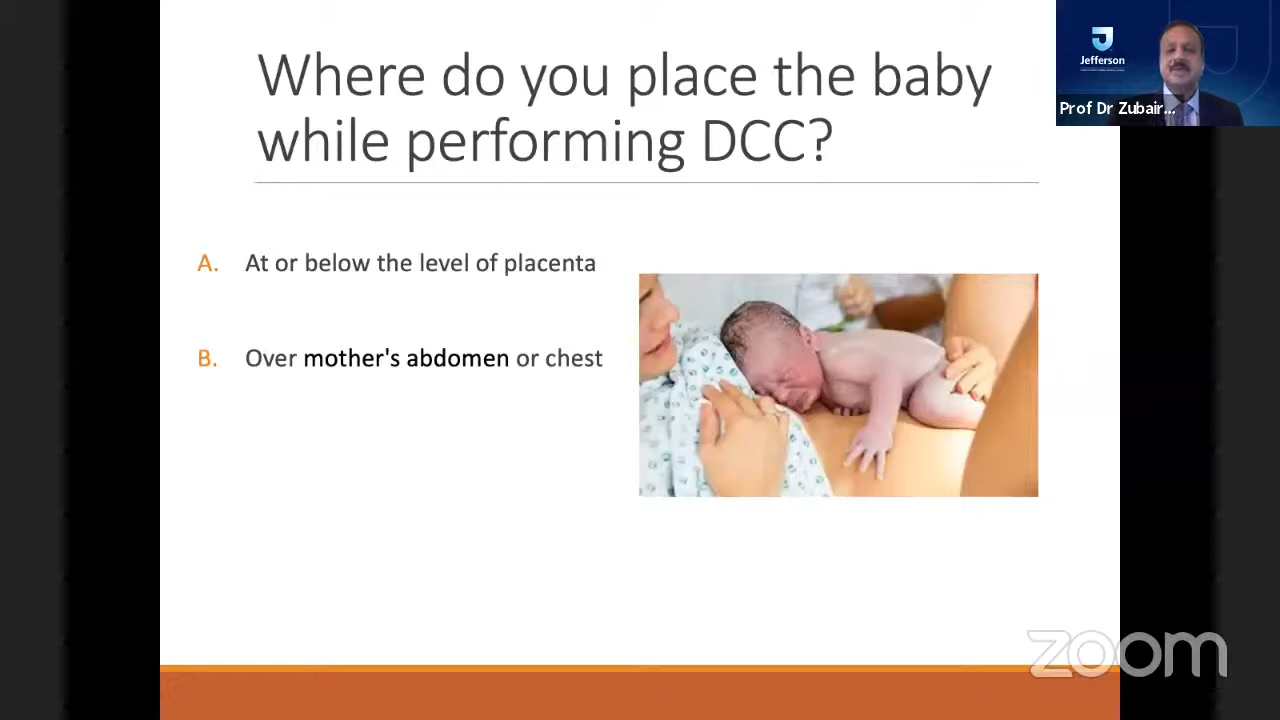 Where do you place the baby
while performing DCC?
A. At or below the level of placenta
B. Over mother's abdomen or chest
Jefferson
Prof Dr Zubair...
zoom